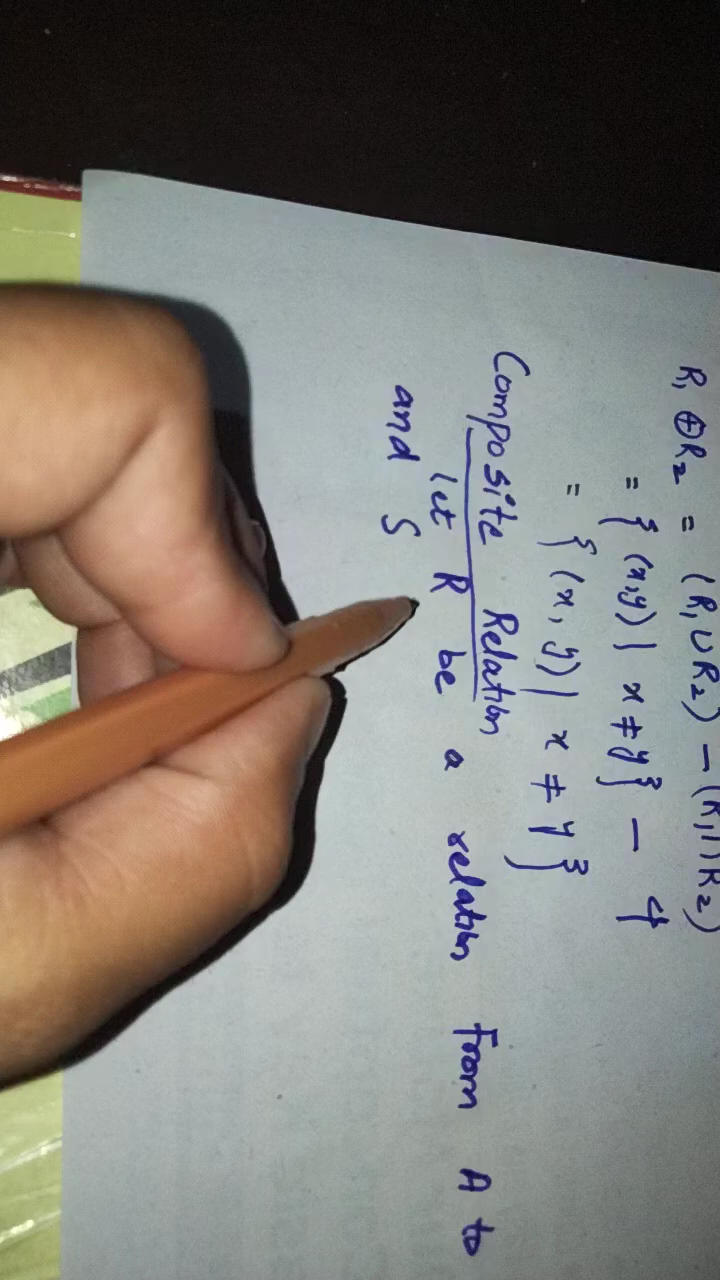 R₁ ⊕ R₂ = (R₁ ∪ R₂) − (R₁ ∩ R₂)
= { (x,y) | x ≠ y } − ϕ
= { (x, y) | x ≠ y }
Composite Relation
let R be a relation from A to
and S